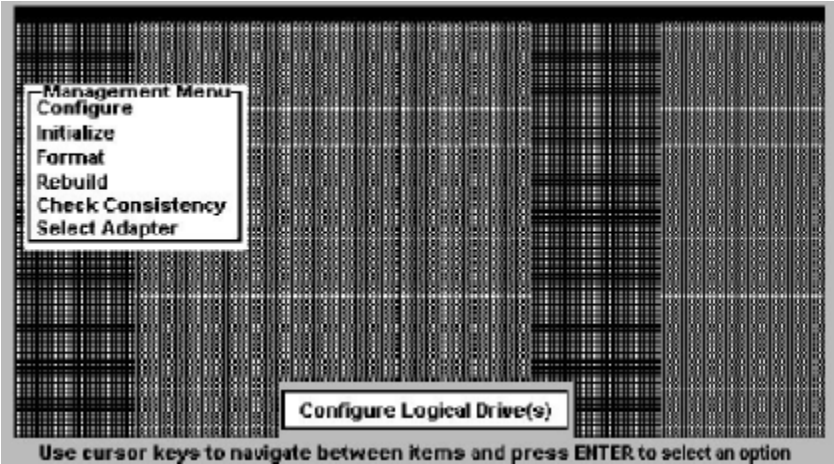 Management Menu
Configure
Initialize
Format
Rebuild
Check Consistency
Select Adapter
Configure Logical Drive(s)
Use cursor keys to navigate between items and press ENTER to select an option